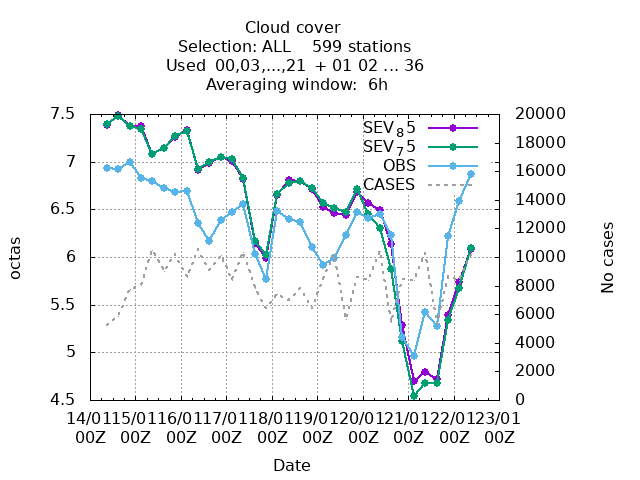 Cloud cover
Selection: ALL 599 stations
Used 00,03,...,21 + 01 02 ... 36
Averaging window: 6h
7.5
7
6.5
6
5.5
5
4.5
octas
20000
18000
16000
14000
12000
10000
8000
6000
4000
2000
0
No cases
SEV₈5
SEV₇5
OBS
CASES
14/01 15/01 16/01 17/01 18/01 19/01 20/01 21/01 22/01 23/01
00Z 00Z 00Z 00Z 00Z 00Z 00Z 00Z 00Z 00Z
Date